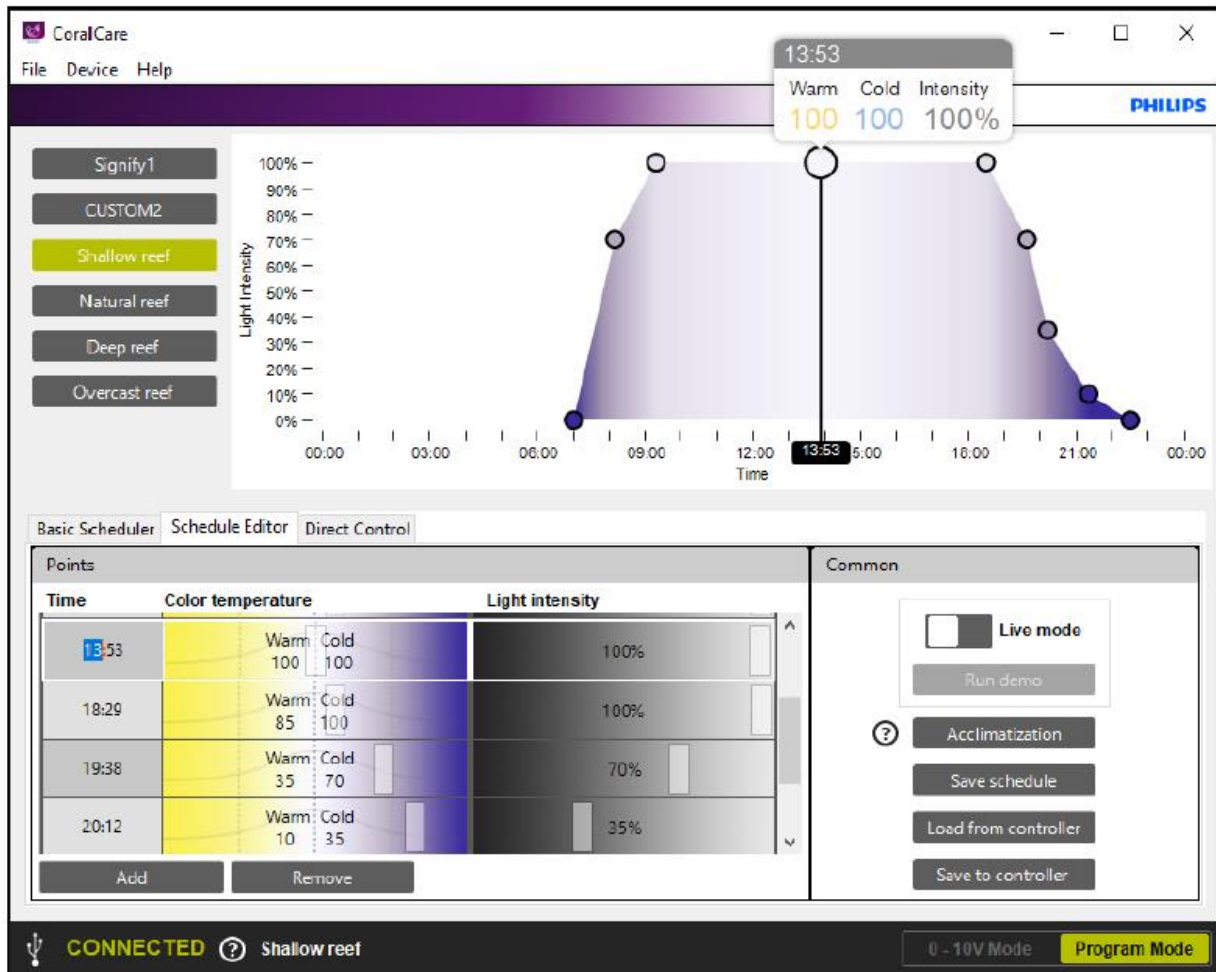 CoralCare
File Device Help
13:53
Warm Cold Intensity
100 100 100%
PHILIPS
Signify1
CUSTOM2
Shallow reef
Natural reef
Deep reef
Overcast reef
Light Intensity
100%
90%
80%
70%
60%
50%
40%
30%
20%
10%
0%
00:00 03:00 06:00 09:00 12:00 13:53 5:00 18:00 21:00 00:00
Time
Basic Scheduler Schedule Editor Direct Control
Points
Time Color temperature Light intensity
13:53 Warm Cold 100%
100 100
18:29 Warm Cold 100%
85 100
19:38 Warm Cold 70%
35 70
20:12 Warm Cold 35%
10 35
Add Remove
Common
Live mode
Run demo
? Acclimatization
Save schedule
Load from controller
Save to controller
CONNECTED ? Shallow reef 0 - 10V Mode Program Mode